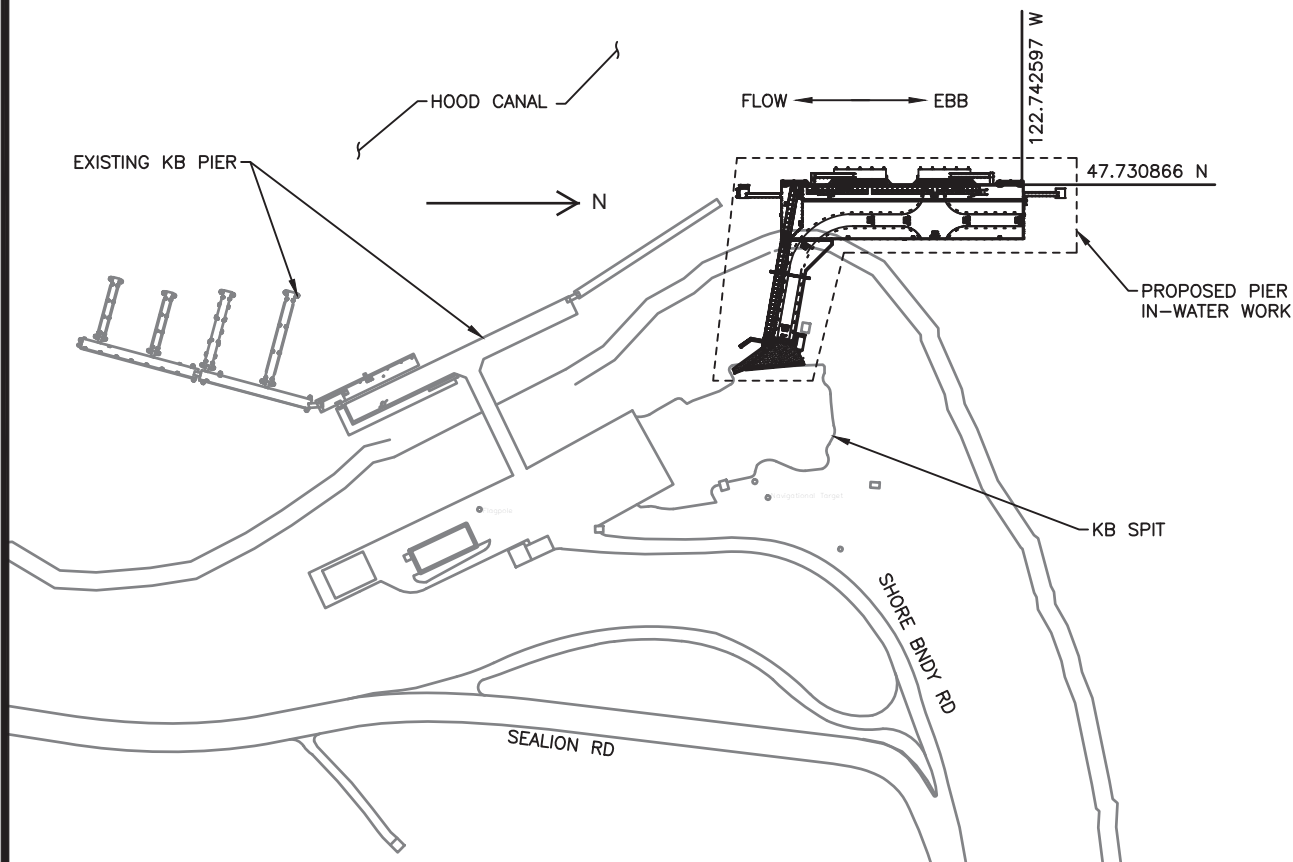 122.742597 W
HOOD CANAL
FLOW
EBB
EXISTING KB PIER
47.730866 N
N
PROPOSED PIER
IN-WATER WORK
KB SPIT
SHORE BNDY RD
SEALION RD